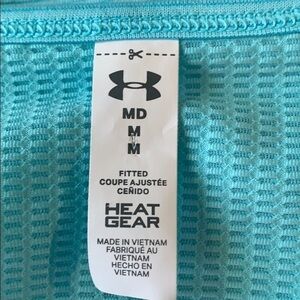 MD
M
M
FITTED
COUPE AJUSTÉE
CEÑIDO
HEAT
GEAR
MADE IN VIETNAM
FABRIQUÉ AU
VIETNAM
HECHO EN
VIETNAM